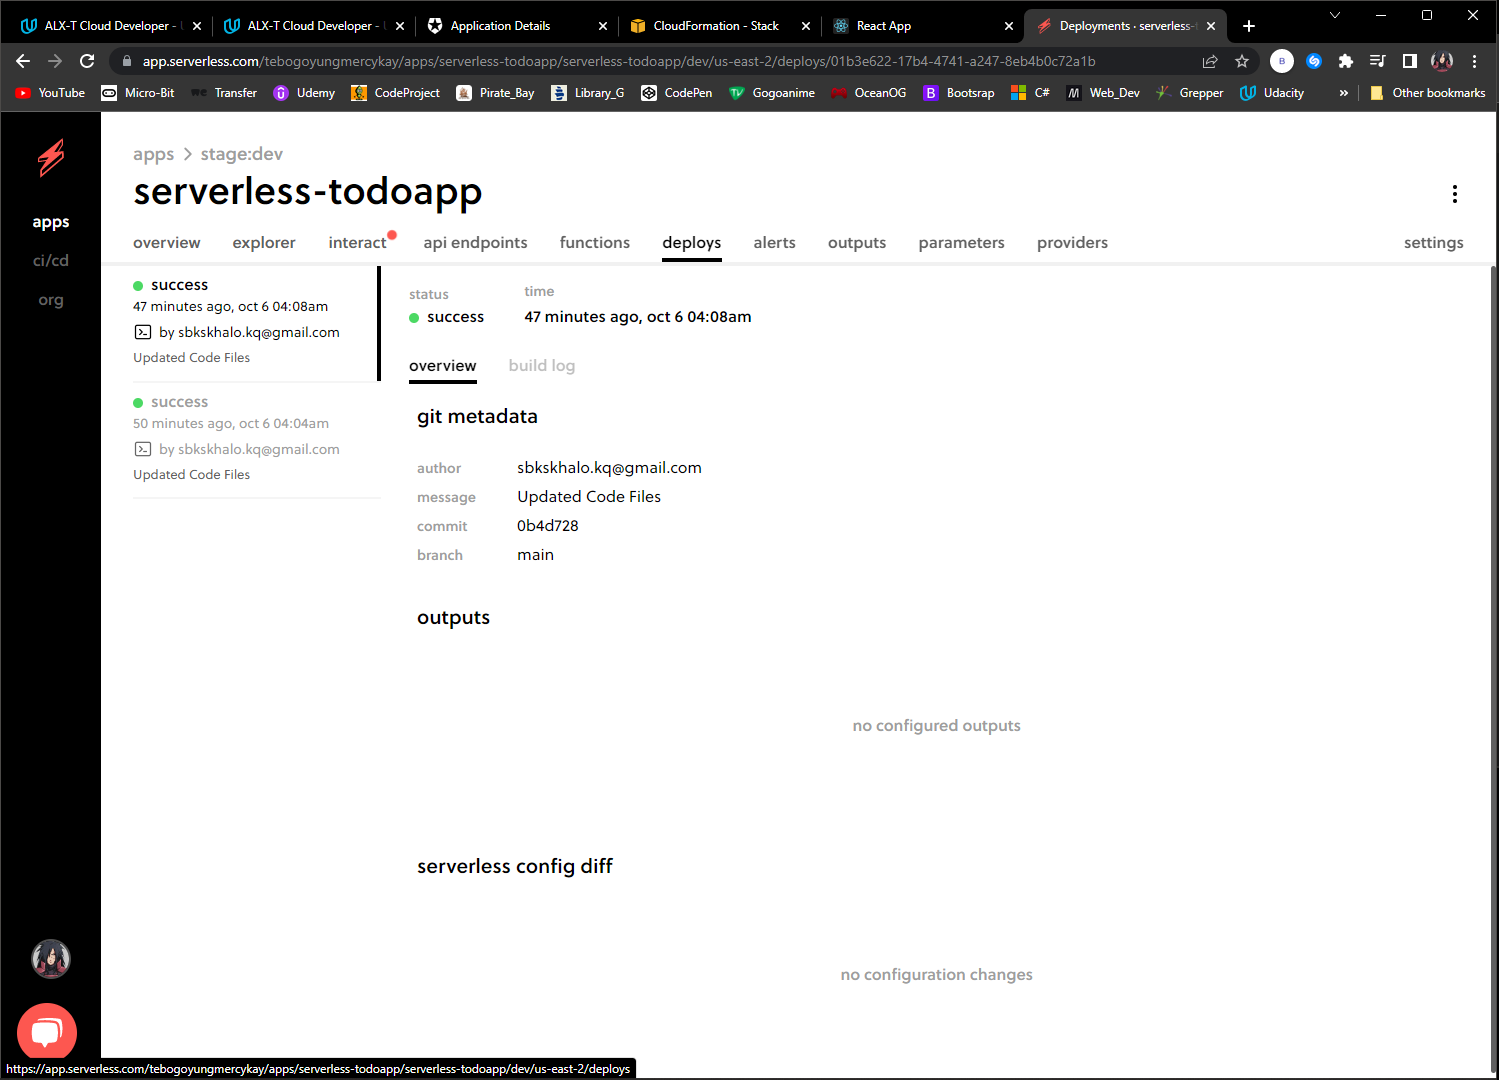 ALX-T Cloud Developer -
ALX-T Cloud Developer -
Application Details
CloudFormation - Stack
React App
Deployments · serverless-
app.serverless.com/tebogoyungmercykay/apps/serverless-todoapp/serverless-todoapp/dev/us-east-2/deploys/01b3e622-17b4-4741-a247-8eb4b0c72a1b
B
YouTube
Micro-Bit
Transfer
Udemy
CodeProject
Pirate_Bay
Library_G
CodePen
Gogoanime
OceanOG
Bootsrap
C#
Web_Dev
Grepper
Udacity
»
Other bookmarks
apps > stage:dev
serverless-todoapp
apps
ci/cd
org
overview
explorer
interact
api endpoints
functions
deploys
alerts
outputs
parameters
providers
settings
success
47 minutes ago, oct 6 04:08am
by sbkskhalo.kq@gmail.com
Updated Code Files
success
50 minutes ago, oct 6 04:04am
by sbkskhalo.kq@gmail.com
Updated Code Files
status
success
time
47 minutes ago, oct 6 04:08am
overview
build log
git metadata
author sbkskhalo.kq@gmail.com
message Updated Code Files
commit 0b4d728
branch main
outputs
no configured outputs
serverless config diff
no configuration changes
https://app.serverless.com/tebogoyungmercykay/apps/serverless-todoapp/serverless-todoapp/dev/us-east-2/deploys